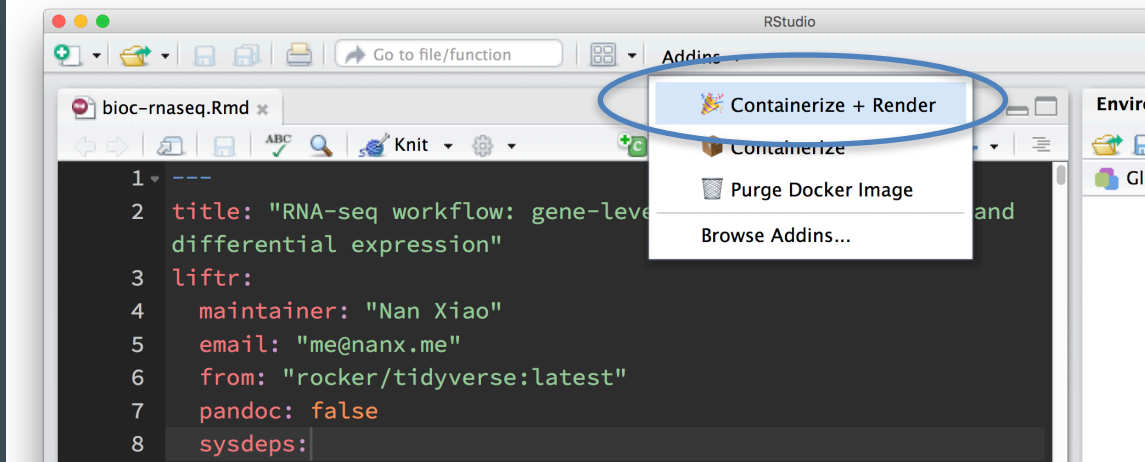 RStudio
Go to file/function
Addins
bioc-rnaseq.Rmd
Containerize + Render
Enviro
ABC
Knit
Containerize
Gl
1 ---
Purge Docker Image
2 title: "RNA-seq workflow: gene-leve and
differential expression"
Browse Addins...
3 liftr:
4 maintainer: "Nan Xiao"
5 email: "me@nanx.me"
6 from: "rocker/tidyverse:latest"
7 pandoc: false
8 sysdeps: